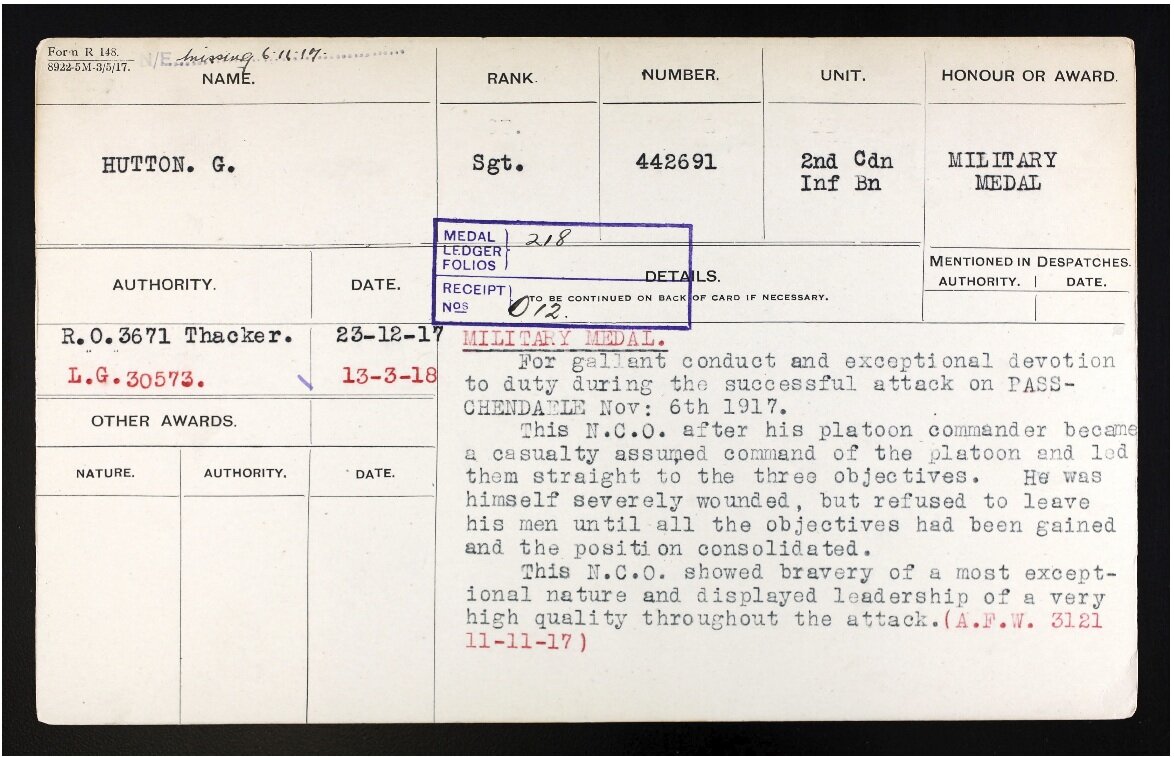 Form R 148.
8922-5M-3/5/17.
N/E missing 6.11.17
NAME.
RANK.
NUMBER.
UNIT.
HONOUR OR AWARD.
HUTTON. G.
Sgt.
442691
2nd Cdn
Inf Bn
MILITARY
MEDAL
MEDAL
LEDGER
FOLIOS
218
RECEIPT
Nos
012.
AUTHORITY.
DATE.
DETAILS.
TO BE CONTINUED ON BACK OF CARD IF NECESSARY.
MENTIONED IN DESPATCHES.
AUTHORITY.
DATE.
R.O.3671 Thacker.
23-12-17
L.G.30573.
13-3-18
OTHER AWARDS.
NATURE.
AUTHORITY.
DATE.
MILITARY MEDAL.
For gallant conduct and exceptional devotion
to duty during the successful attack on PASS-
CHENDAELE Nov: 6th 1917.
This N.C.O. after his platoon commander became
a casualty assumed command of the platoon and led
them straight to the three objectives. He was
himself severely wounded, but refused to leave
his men until all the objectives had been gained
and the position consolidated.
This N.C.O. showed bravery of a most except-
ional nature and displayed leadership of a very
high quality throughout the attack.(A.F.W. 3121
11-11-17)